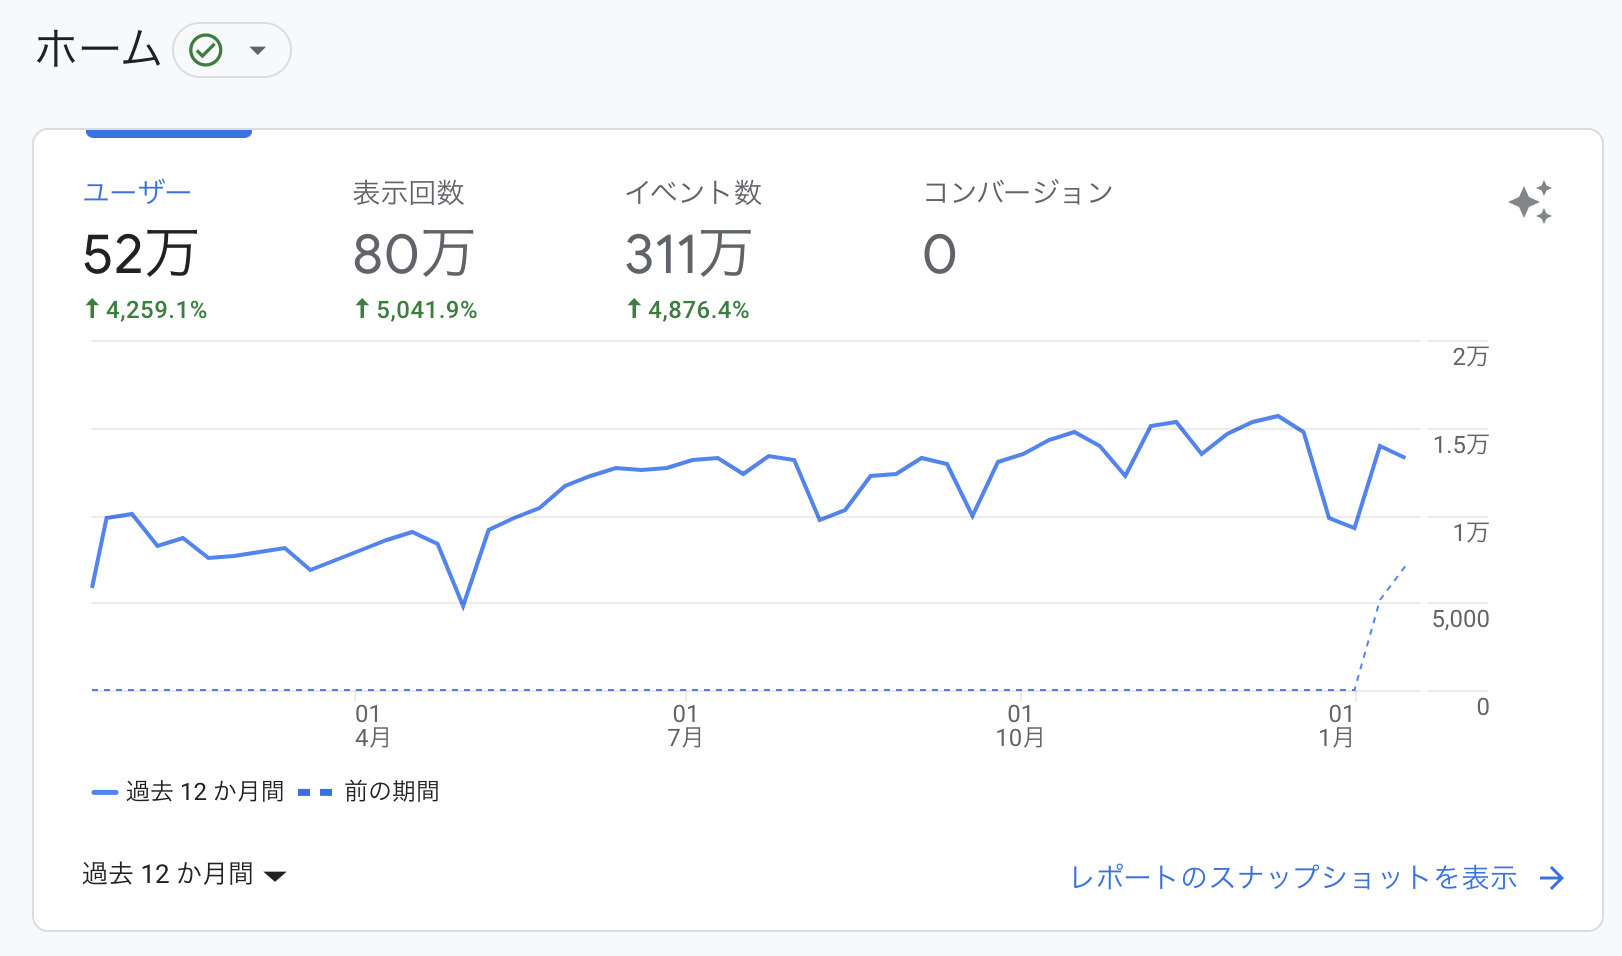 ホーム
ユーザー
52万
4,259.1%
表示回数
80万
5,041.9%
イベント数
311万
4,876.4%
コンバージョン
0
2万
1.5万
1万
5,000
0
01
4月
01
7月
01
10月
01
1月
過去 12 か月間
前の期間
過去 12 か月間
レポートのスナップショットを表示